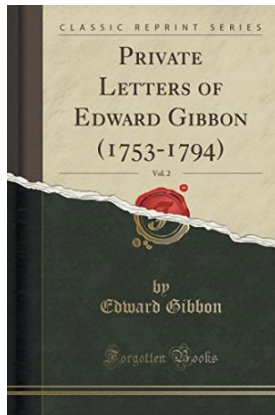 CLASSIC REPRINT SERIES
PRIVATE
LETTERS OF
EDWARD GIBBON
(1753-1794)
Vol. 2
by
Edward Gibbon
Forgotten Books